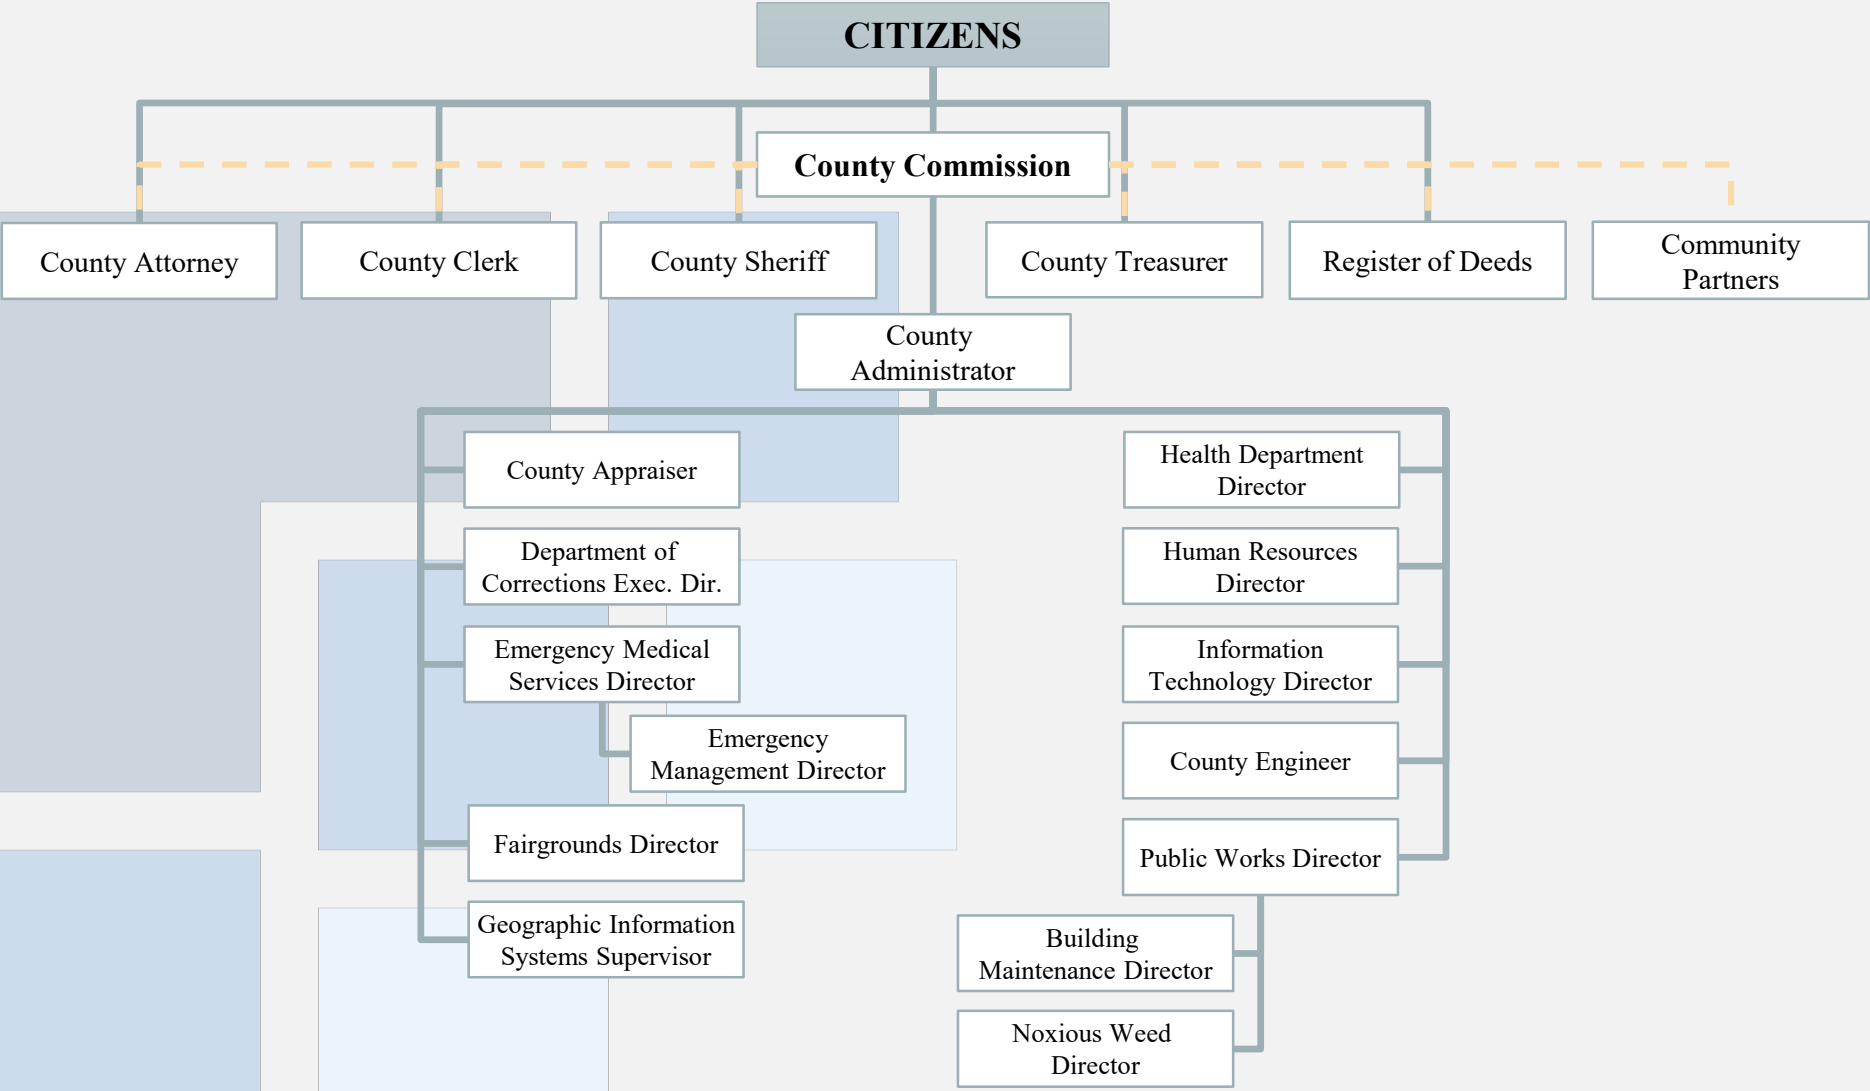 CITIZENS
County Commission
County Attorney
County Clerk
County Sheriff
County Treasurer
Register of Deeds
Community
Partners
County
Administrator
County Appraiser
Department of
Corrections Exec. Dir.
Emergency Medical
Services Director
Emergency
Management Director
Fairgrounds Director
Geographic Information
Systems Supervisor
Health Department
Director
Human Resources
Director
Information
Technology Director
County Engineer
Public Works Director
Building
Maintenance Director
Noxious Weed
Director